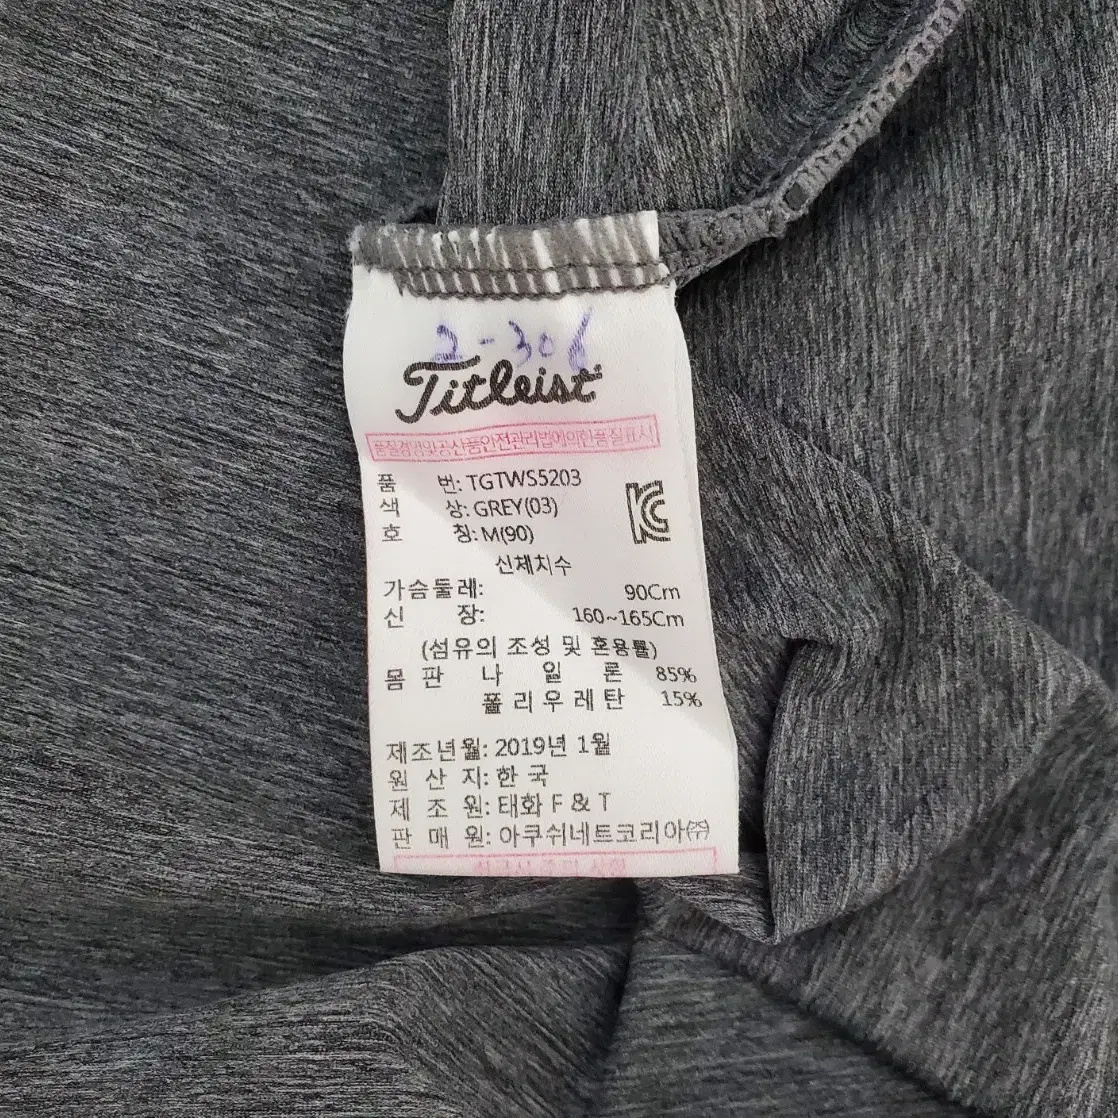 2-306
Titleist
품질경영및공산품안전관리법에의한품질표시
품 번: TGTWS5203
색 상: GREY(03)
호 칭: M(90)
신체치수
가슴둘레: 90Cm
신 장: 160~165Cm
(섬유의 조성 및 혼용률)
몸 판 나 일 론 85%
폴 리 우 레 탄 15%
제조년월: 2019년 1월
원 산 지: 한 국
제 조 원: 태화 F & T
판 매 원: 아쿠쉬네트코리아㈜